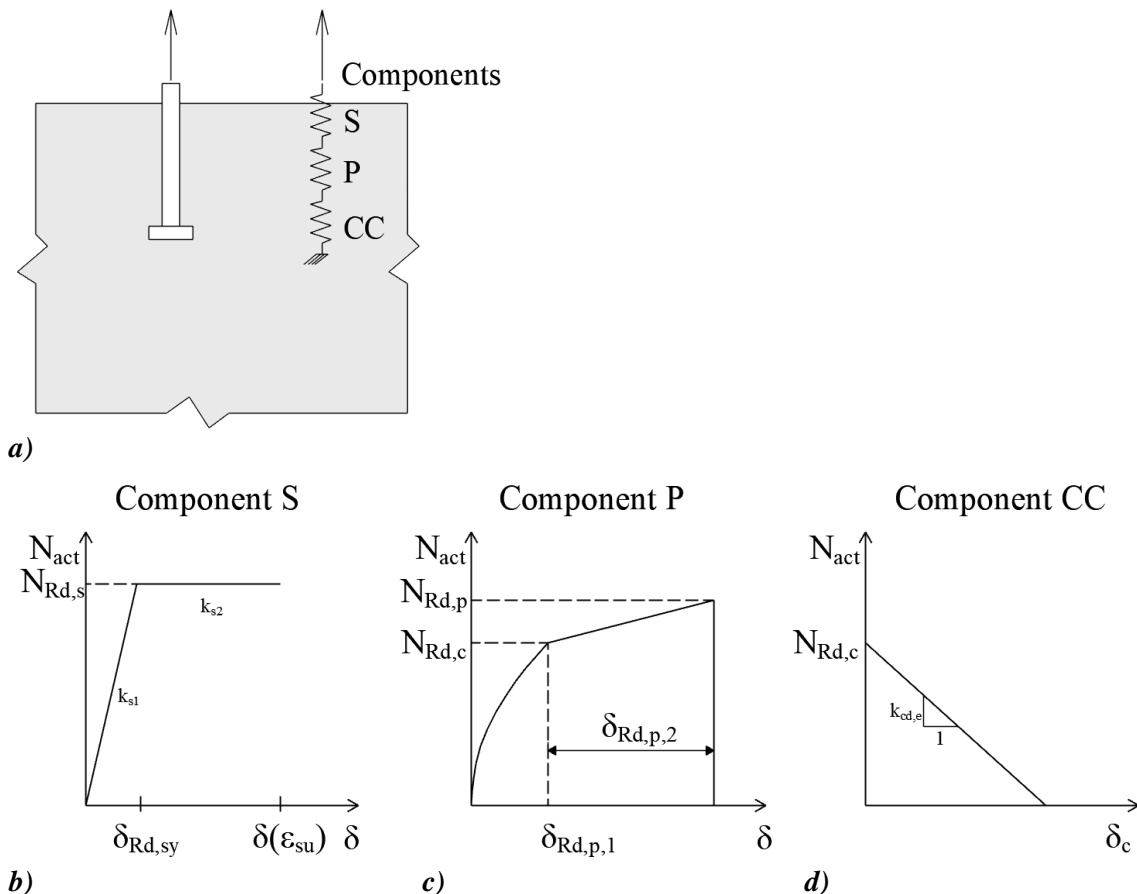 Components
S
P
CC
a)
Component S
N_act
N_Rd,s
k_s2
k_s1
δ_Rd,sy
δ(ε_su)
δ
b)
Component P
N_act
N_Rd,p
N_Rd,c
δ_Rd,p,2
δ_Rd,p,1
δ
c)
Component CC
N_act
N_Rd,c
k_cd,e
1
δ_c
d)